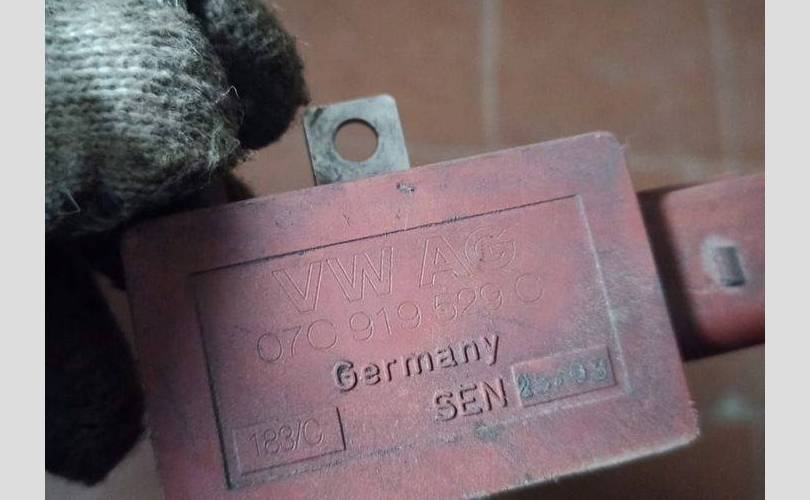 VW AG
07C 919 529 C
Germany
SEN
183/C